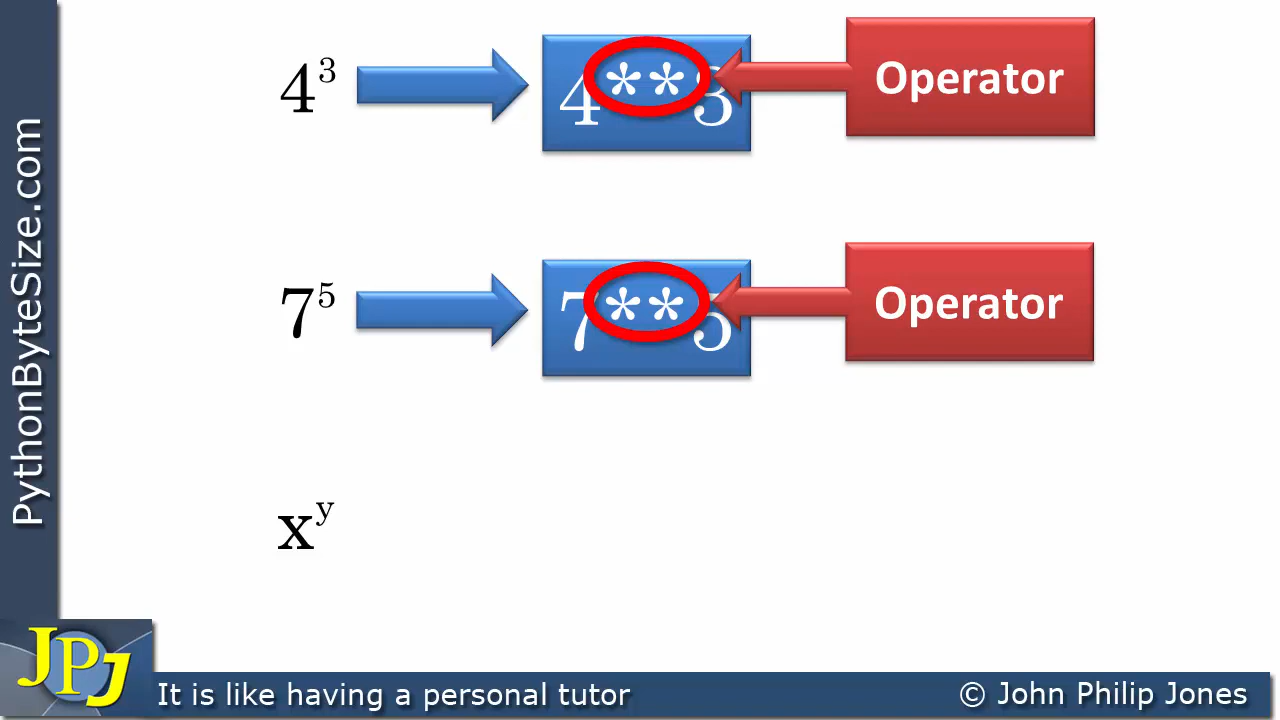 4³ 4**3 Operator
7⁵ 7**5 Operator
xʸ
PythonByteSize.com
JPJ
It is like having a personal tutor
© John Philip Jones